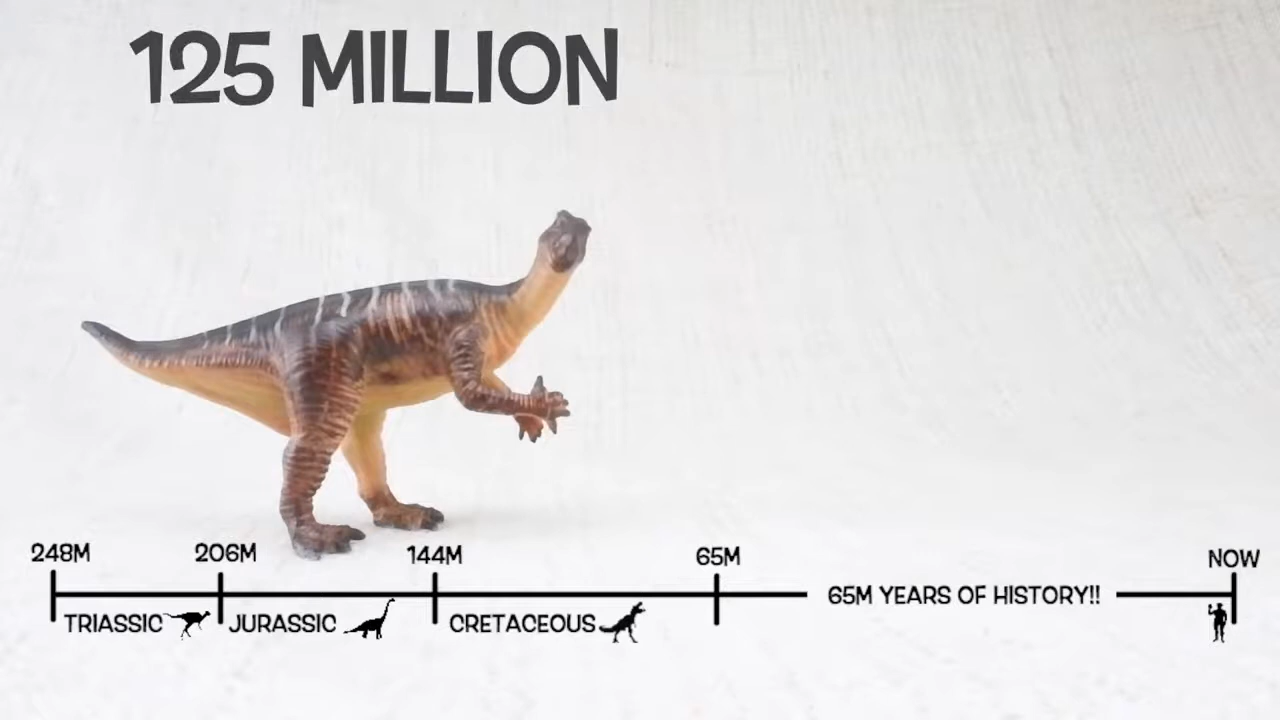 125 MILLION
248M 206M 144M 65M NOW
65M YEARS OF HISTORY!!
TRIASSIC JURASSIC CRETACEOUS